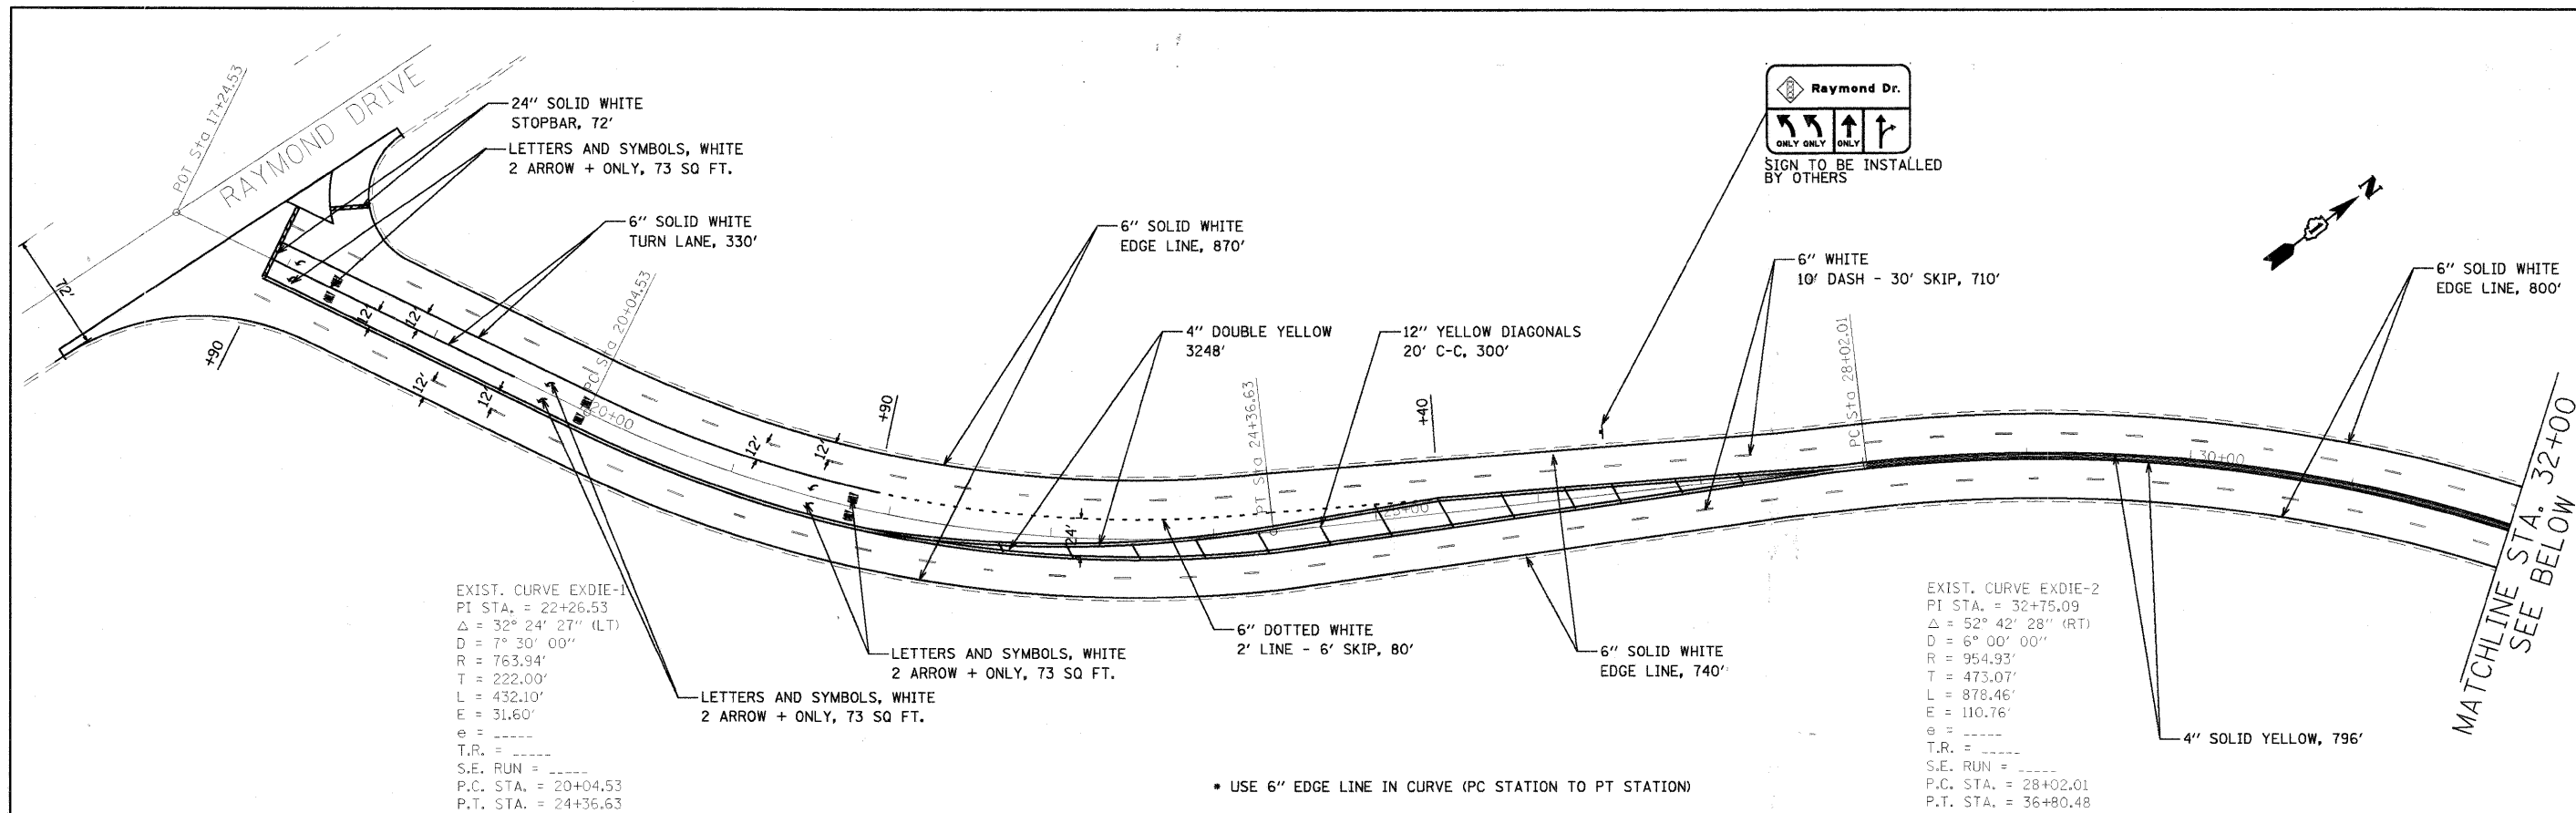 POT Sta 17+24.53
RAYMOND DRIVE
24" SOLID WHITE
STOPBAR, 72'
LETTERS AND SYMBOLS, WHITE
2 ARROW + ONLY, 73 SQ FT.
6" SOLID WHITE
TURN LANE, 330'
6" SOLID WHITE
EDGE LINE, 870'
Raymond Dr.
ONLY ONLY ONLY
SIGN TO BE INSTALLED
BY OTHERS
N
6" WHITE
10' DASH - 30' SKIP, 710'
6" SOLID WHITE
EDGE LINE, 800'
4" DOUBLE YELLOW
3248'
12" YELLOW DIAGONALS
20' C-C, 300'
72'
+90
12'
12'
12'
12'
PC Sta 20+04.53
20+00
+90
12'
12'
24'
PT Sta 24+36.63
+40
25+00
PC Sta 28+02.01
30+00
MATCHLINE STA. 32+00
SEE BELOW
EXIST. CURVE EXDIE-1
PI STA. = 22+26.53
Δ = 32° 24' 27" (LT)
D = 7° 30' 00"
R = 763.94'
T = 222.00'
L = 432.10'
E = 31.60'
e = _____
T.R. = _____
S.E. RUN = _____
P.C. STA. = 20+04.53
P.T. STA. = 24+36.63
LETTERS AND SYMBOLS, WHITE
2 ARROW + ONLY, 73 SQ FT.
LETTERS AND SYMBOLS, WHITE
2 ARROW + ONLY, 73 SQ FT.
6" DOTTED WHITE
2' LINE - 6' SKIP, 80'
6" SOLID WHITE
EDGE LINE, 740'
* USE 6" EDGE LINE IN CURVE (PC STATION TO PT STATION)
EXIST. CURVE EXDIE-2
PI STA. = 32+75.09
Δ = 52° 42' 28" (RT)
D = 6° 00' 00"
R = 954.93'
T = 473.07'
L = 878.46'
E = 110.76'
e = _____
T.R. = _____
S.E. RUN = _____
P.C. STA. = 28+02.01
P.T. STA. = 36+80.48
4" SOLID YELLOW, 796'